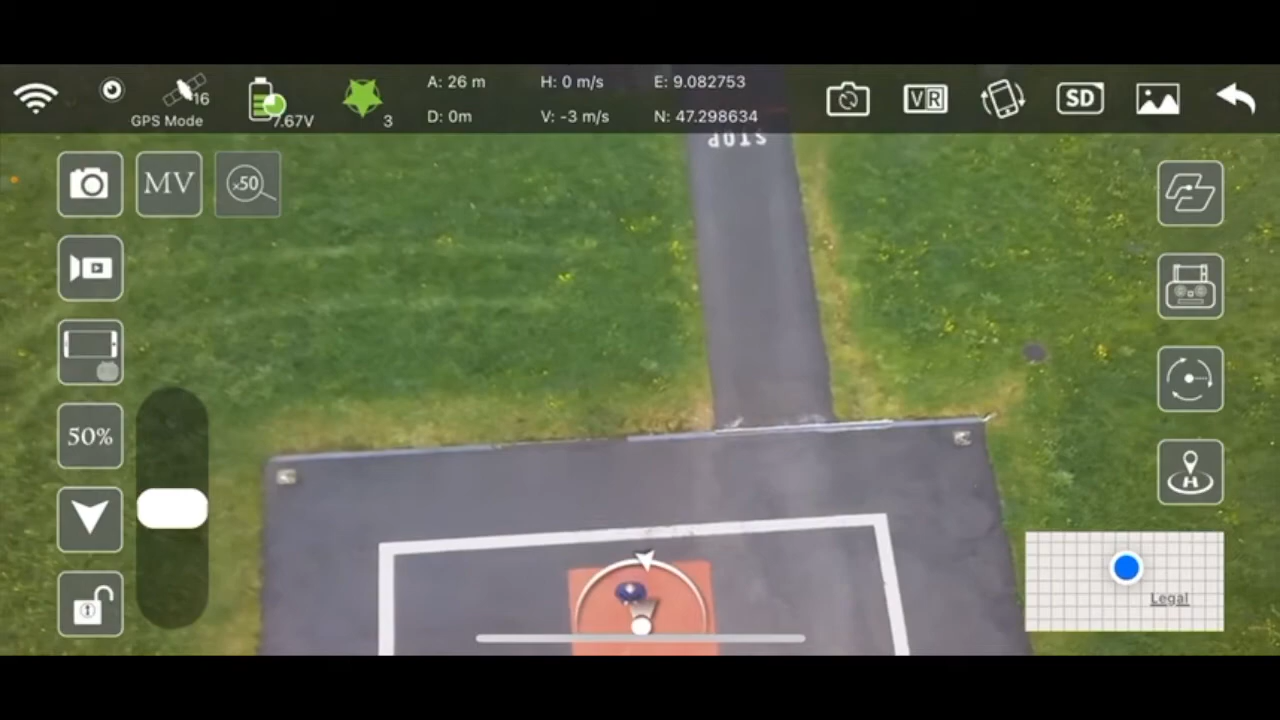 A: 26 m
H: 0 m/s
E: 9.082753
16
GPS Mode
7.67V
3
D: 0m
V: -3 m/s
N: 47.298634
VR
SD
STOP
MV
x50
50%
H
Legal